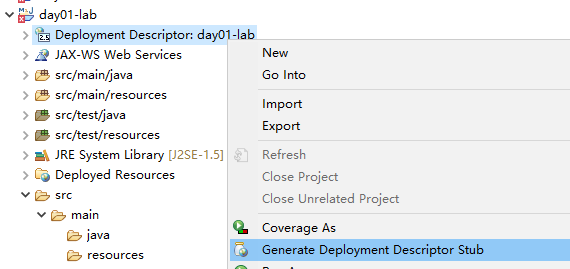 day01-lab
Deployment Descriptor: day01-lab
JAX-WS Web Services
src/main/java
src/main/resources
src/test/java
src/test/resources
JRE System Library [J2SE-1.5]
Deployed Resources
src
main
java
resources
New
Go Into
Import
Export
Refresh
Close Project
Close Unrelated Project
Coverage As
Generate Deployment Descriptor Stub